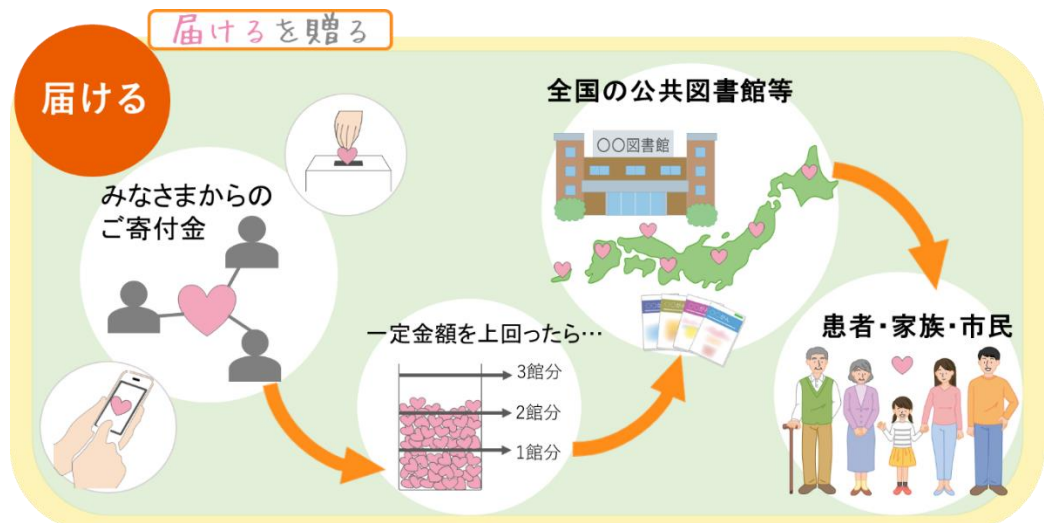 届けるを贈る
届ける
みなさまからの
ご寄付金
一定金額を上回ったら…
3館分
2館分
1館分
全国の公共図書館等
〇〇図書館
患者・家族・市民